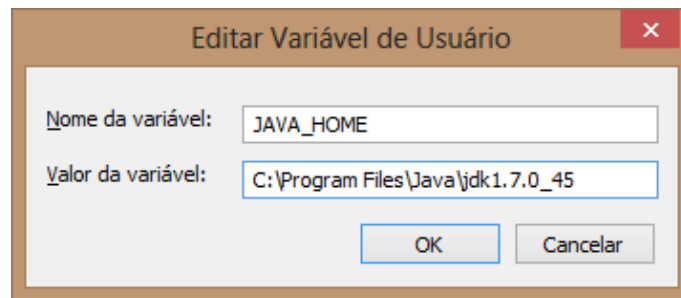 Editar Variável de Usuário
Nome da variável: JAVA_HOME
Valor da variável: C:\Program Files\Java\jdk1.7.0_45
OK Cancelar